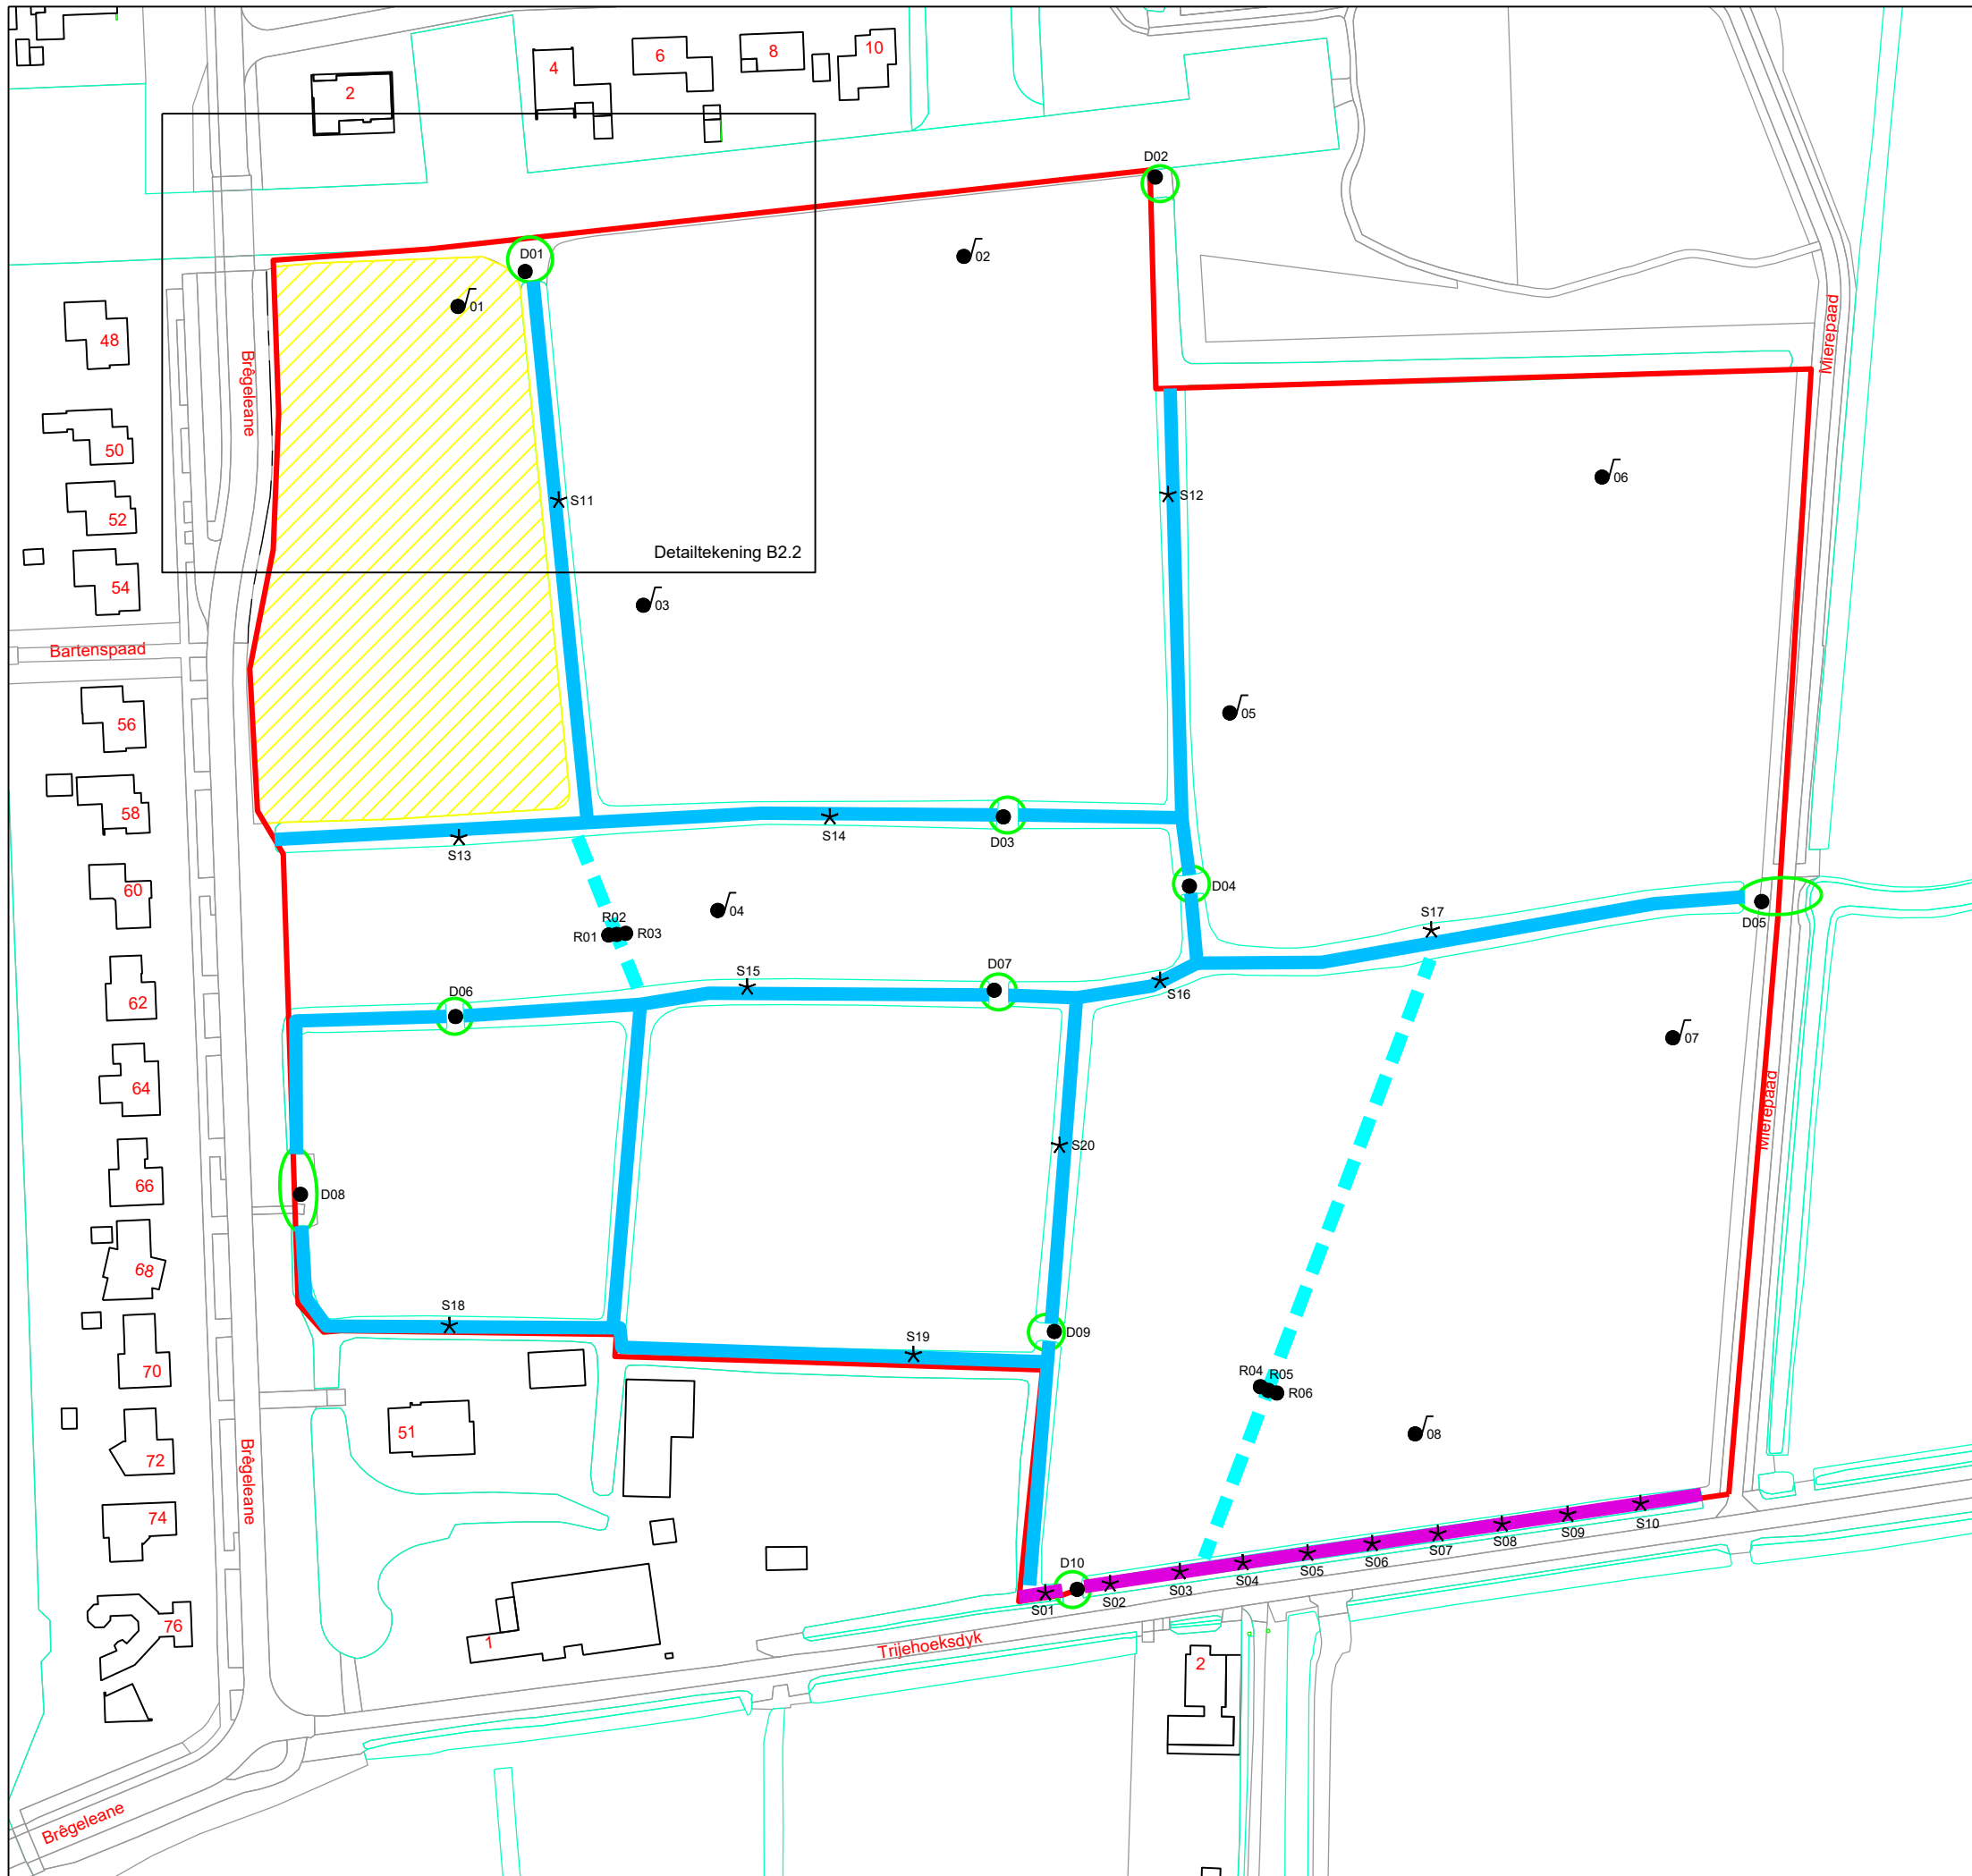 2
4
6
8
10
D02
D01
02
01
48
Brêgeleane
Mierepaad
50
52
54
S11
S12
06
Detailtekening B2.2
03
Bartenspaad
56
05
58
60
S13
S14
D03
D04
04
R02
R01
R03
S17
D05
62
D06
S15
D07
S16
64
07
Mierepaad
66
S20
D08
68
S18
S19
D09
70
R04
R05
R06
51
08
72
Brêgeleane
74
D10
S01
S02
S03
S04
S05
S06
S07
S08
S09
S10
76
1
Trijehoeksdyk
2
Brêgeleane